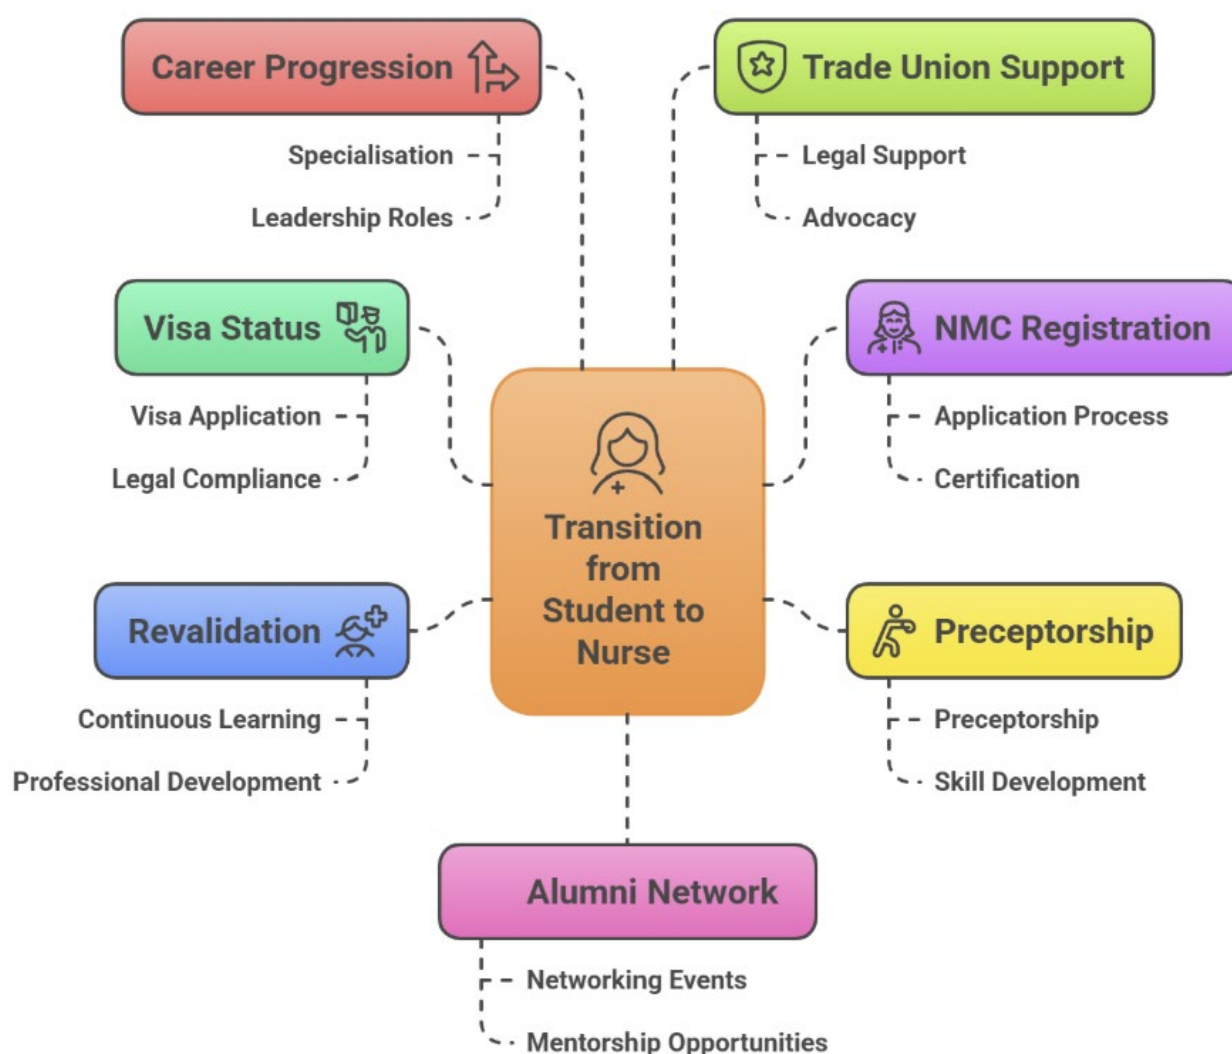 Career Progression
Specialisation
Leadership Roles
Trade Union Support
Legal Support
Advocacy
Visa Status
Visa Application
Legal Compliance
NMC Registration
Application Process
Certification
Transition
from
Student to
Nurse
Revalidation
Continuous Learning
Professional Development
Preceptorship
Preceptorship
Skill Development
Alumni Network
Networking Events
Mentorship Opportunities